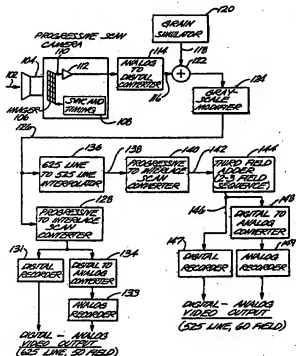 120
GRAIN
SIMULATOR
PROGRESSIVE SCAN
CAMERA
110
104
102
112
114
ANALOG
TO
DIGITAL
CONVERTER
118
122
116
124
GRAY-
SCALE
MODIFIER
SYNC AND
TIMING
IMAGER
106
108
126
136
138
140
142
144
625 LINE
TO 525 LINE
INTERPOLATOR
PROGRESSIVE
TO INTERLACE
SCAN
CONVERTER
THIRD FIELD
ADDER
(2-3 FIELD
SEQUENCE)
128
PROGRESSIVE
TO INTERLACE
SCAN
CONVERTER
146
148
DIGITAL TO
ANALOG
CONVERTER
131
134
147
149
DIGITAL
RECORDER
DIGITAL TO
ANALOG
CONVERTER
DIGITAL
RECORDER
ANALOG
RECORDER
133
ANALOG
RECORDER
DIGITAL - ANALOG
VIDEO OUTPUT
(525 LINE, 60 FIELD)
DIGITAL - ANALOG
VIDEO OUTPUT
(625 LINE, 50 FIELD)